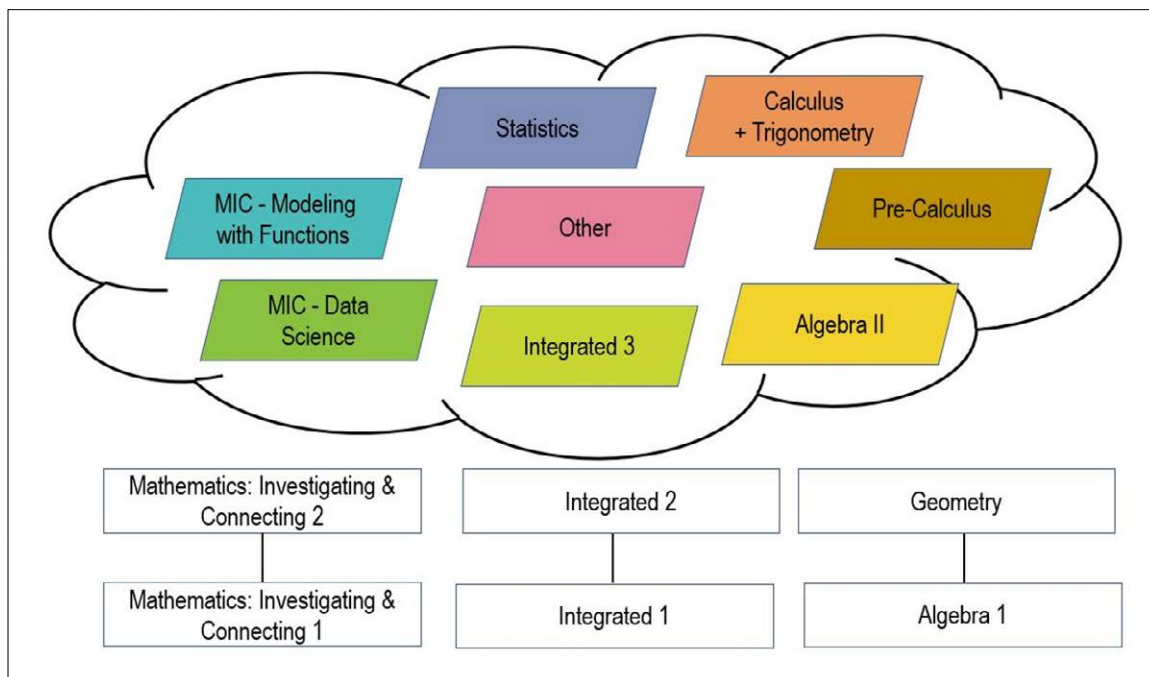 Statistics
Calculus
+ Trigonometry
MIC - Modeling
with Functions
Other
Pre-Calculus
MIC - Data
Science
Integrated 3
Algebra II
Mathematics: Investigating &
Connecting 2
Integrated 2
Geometry
Mathematics: Investigating &
Connecting 1
Integrated 1
Algebra 1